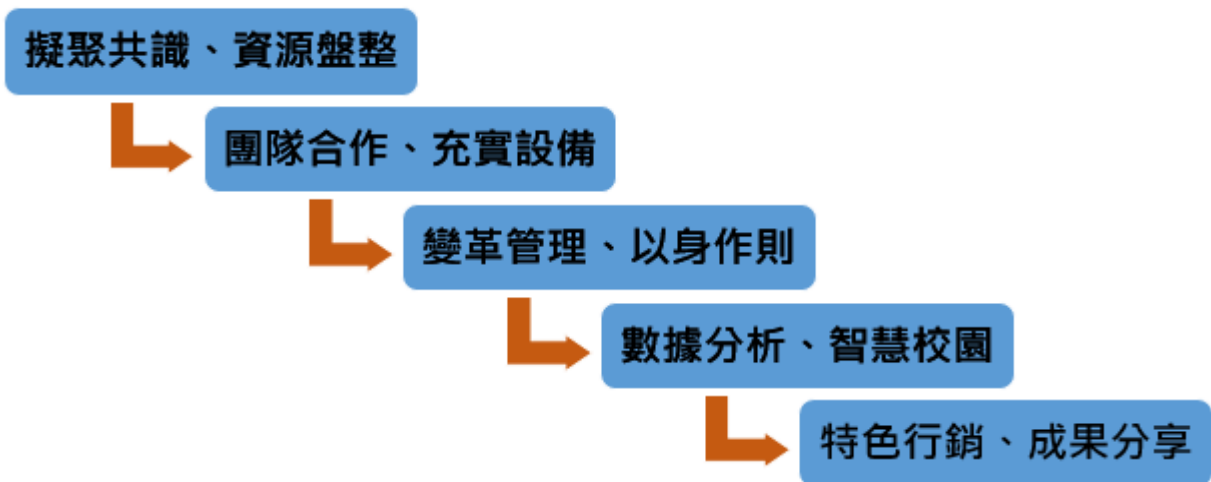 擬聚共識、資源盤整
團隊合作、充實設備
變革管理、以身作則
數據分析、智慧校園
特色行銷、成果分享